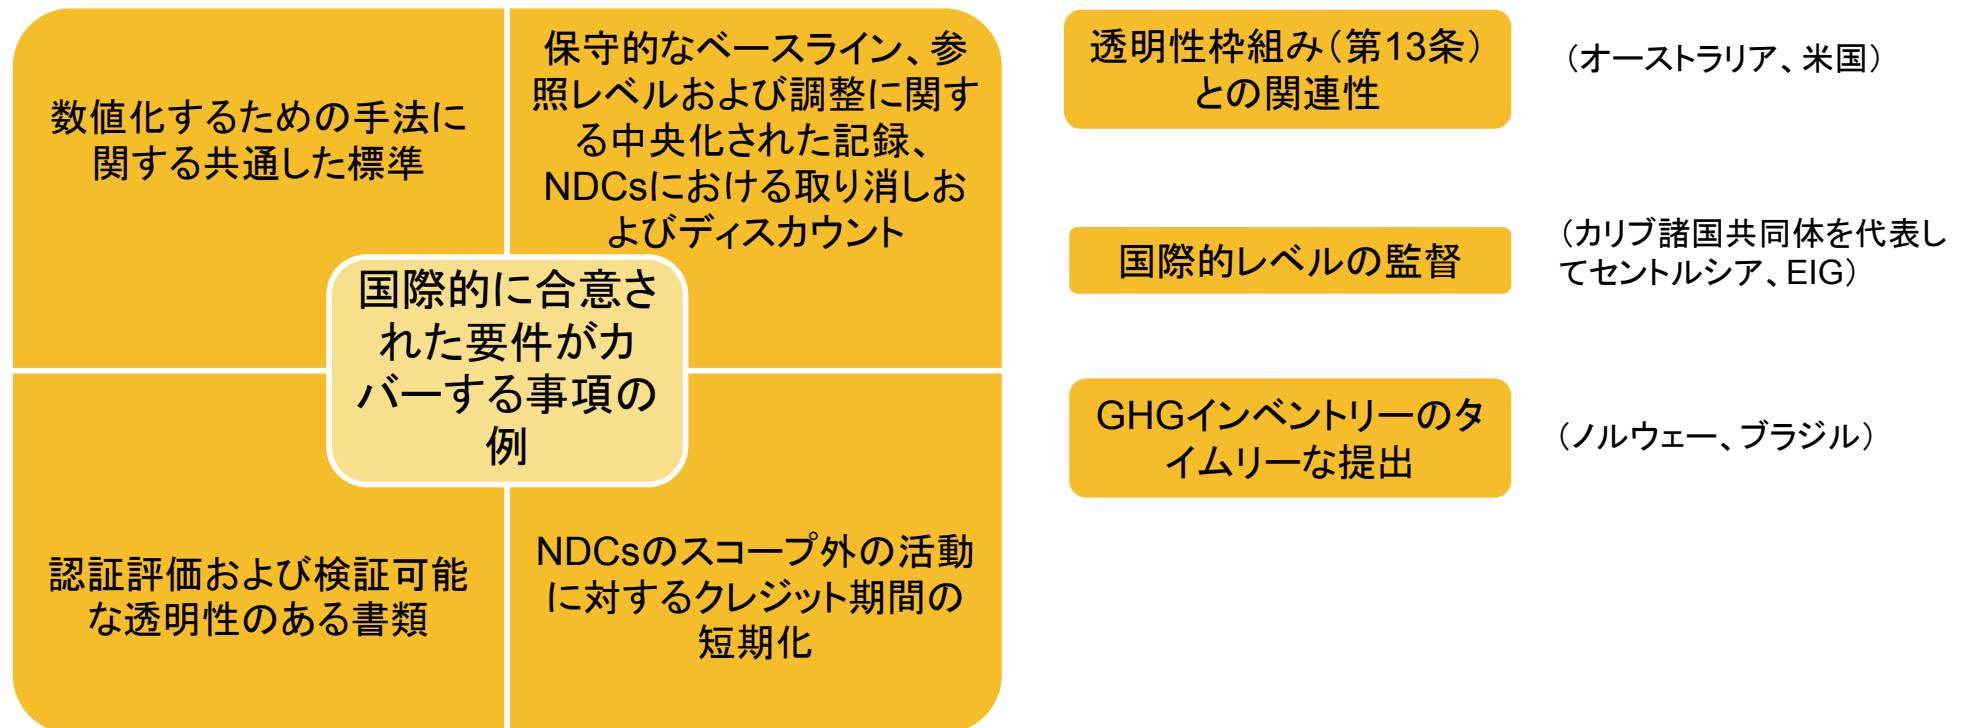 数値化するための手法に
関する共通した標準
保守的なベースライン、参
照レベルおよび調整に関す
る中央化された記録、
NDCsにおける取り消しお
よびディスカウント
国際的に合意さ
れた要件がカ
バーする事項の
例
認証評価および検証可能
な透明性のある書類
NDCsのスコープ外の活動
に対するクレジット期間の
短期化
透明性枠組み（第13条）
との関連性
（オーストラリア、米国）
国際的レベルの監督
（カリブ諸国共同体を代表し
てセントルシア、EIG）
GHGインベントリーのタ
イムリーな提出
（ノルウェー、ブラジル）